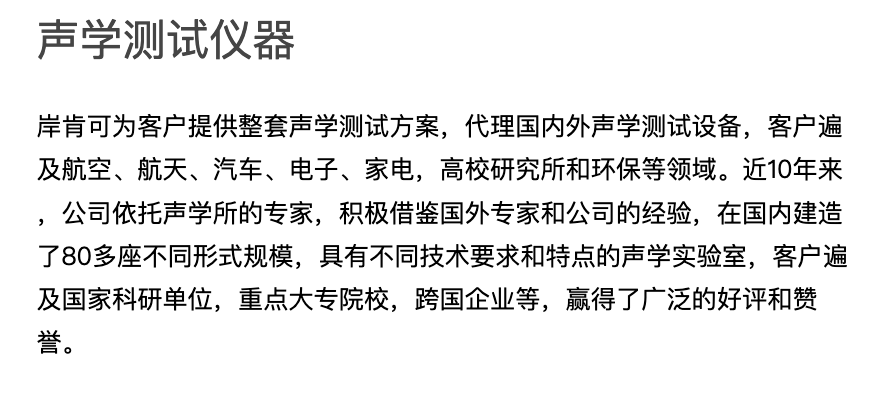 声学测试仪器
岸肯可为客户提供整套声学测试方案，代理国内外声学测试设备，客户遍
及航空、航天、汽车、电子、家电，高校研究所和环保等领域。近10年来
，公司依托声学所的专家，积极借鉴国外专家和公司的经验，在国内建造
了80多座不同形式规模，具有不同技术要求和特点的声学实验室，客户遍
及国家科研单位，重点大专院校，跨国企业等，赢得了广泛的好评和赞
誉。